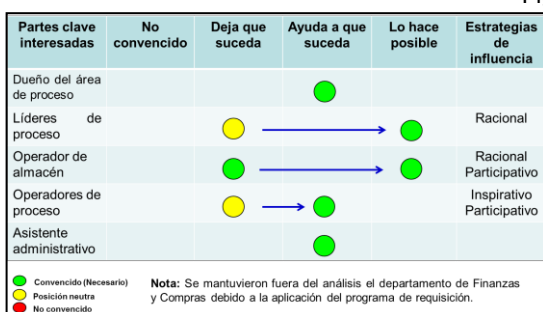 Partes clave interesadas
No convencido
Deja que suceda
Ayuda a que suceda
Lo hace posible
Estrategias de influencia
Dueño del área de proceso
Líderes de proceso
Racional
Operador de almacén
Racional
Participativo
Operadores de proceso
Inspirativo
Participativo
Asistente administrativo
Convencido (Necesario)
Posición neutra
No convencido
Nota: Se mantuvieron fuera del análisis el departamento de Finanzas
y Compras debido a la aplicación del programa de requisición.